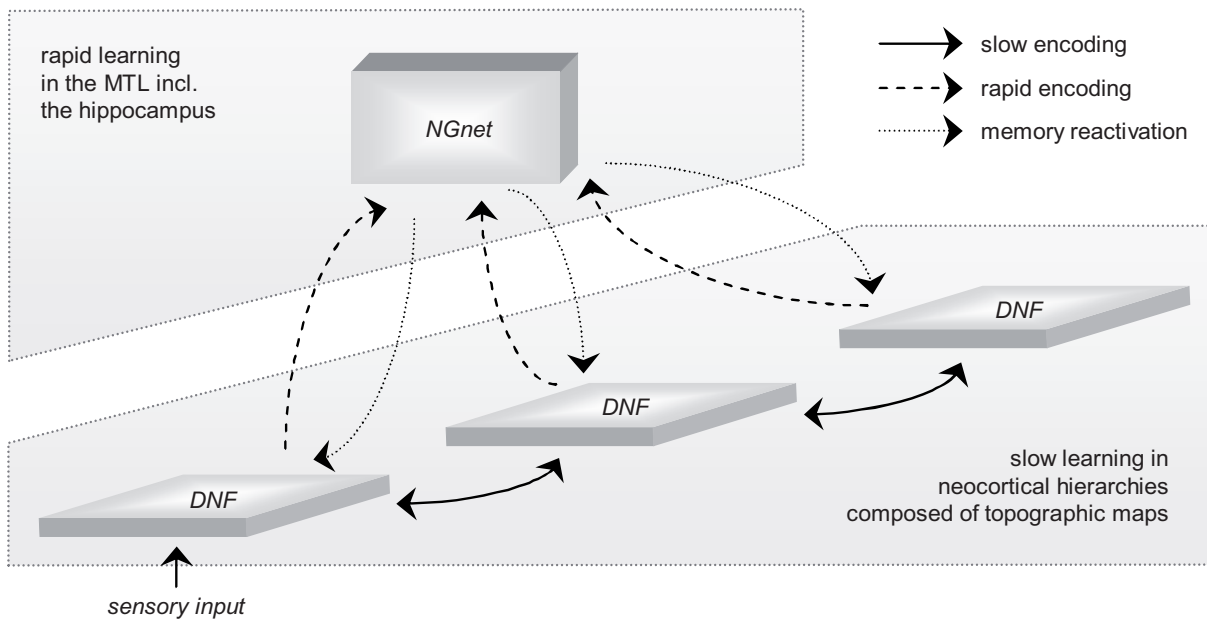 rapid learning
in the MTL incl.
the hippocampus
NGnet
slow encoding
rapid encoding
memory reactivation
DNF
DNF
DNF
slow learning in
neocortical hierarchies
composed of topographic maps
sensory input